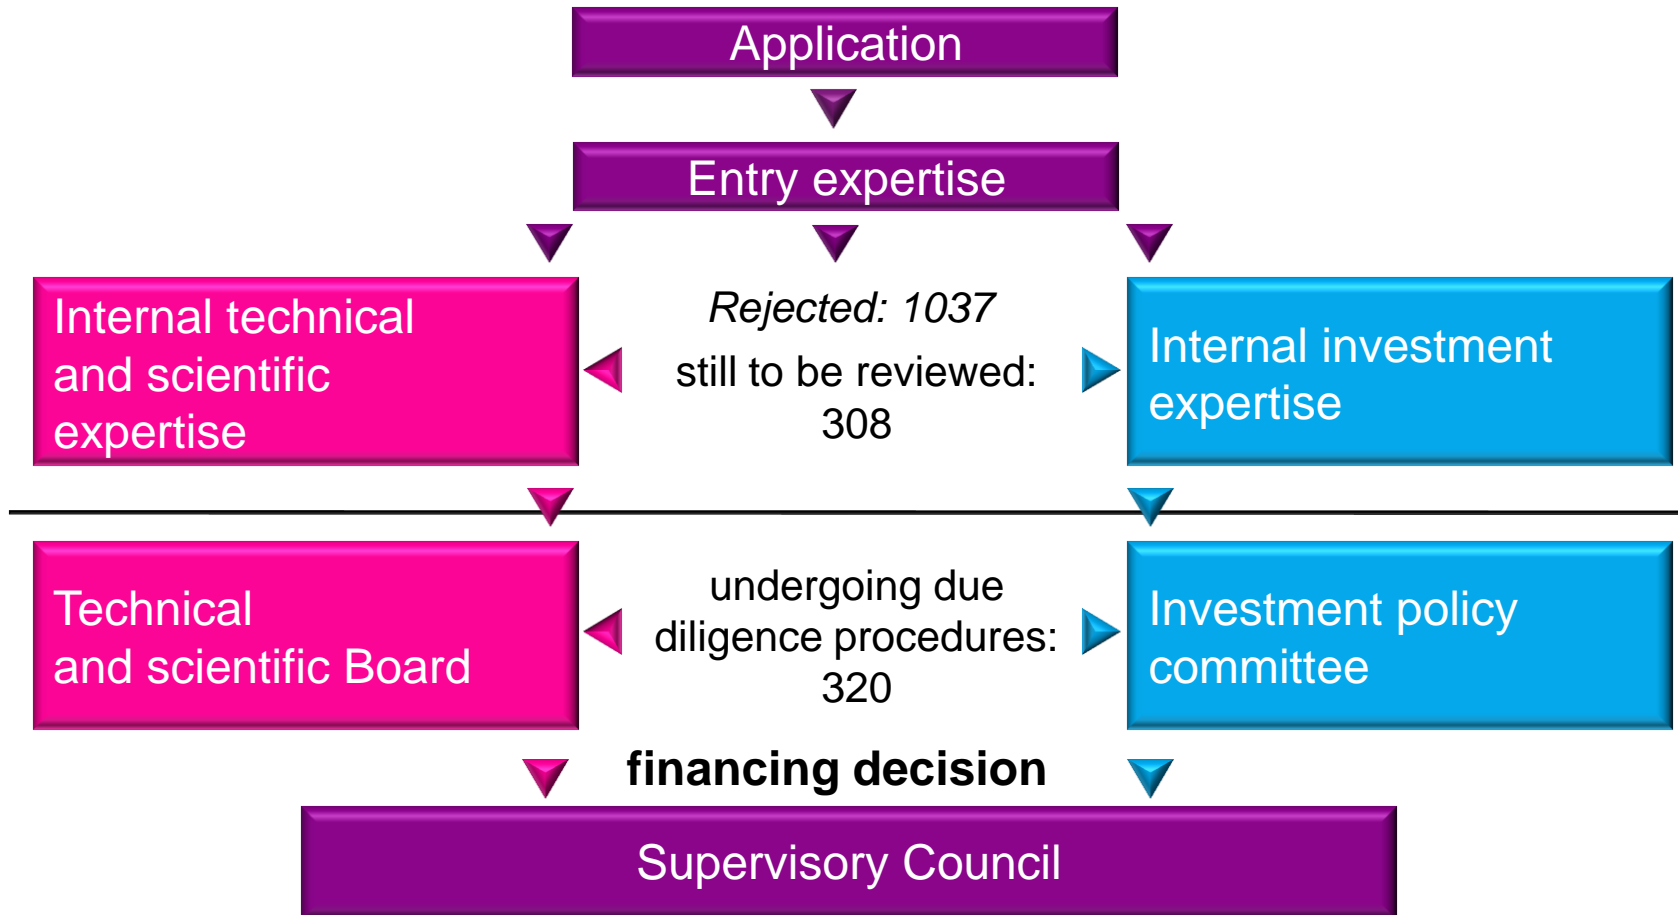 Application
Entry expertise
Internal technical
and scientific
expertise
Rejected: 1037
still to be reviewed:
308
Internal investment
expertise
Technical
and scientific Board
undergoing due
diligence procedures:
320
Investment policy
committee
financing decision
Supervisory Council